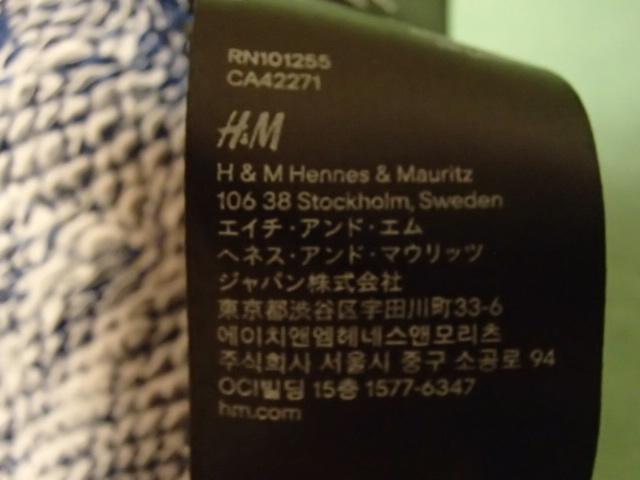 RN101255
CA42271
H&M
H & M Hennes & Mauritz
106 38 Stockholm, Sweden
エイチ・アンド・エム
ヘネス・アンド・マウリッツ
ジャパン株式会社
東京都渋谷区宇田川町33-6
에이치앤엠헤네스앤모리츠
주식회사 서울시 중구 소공로 94
OCI빌딩 15층 1577-6347
hm.com